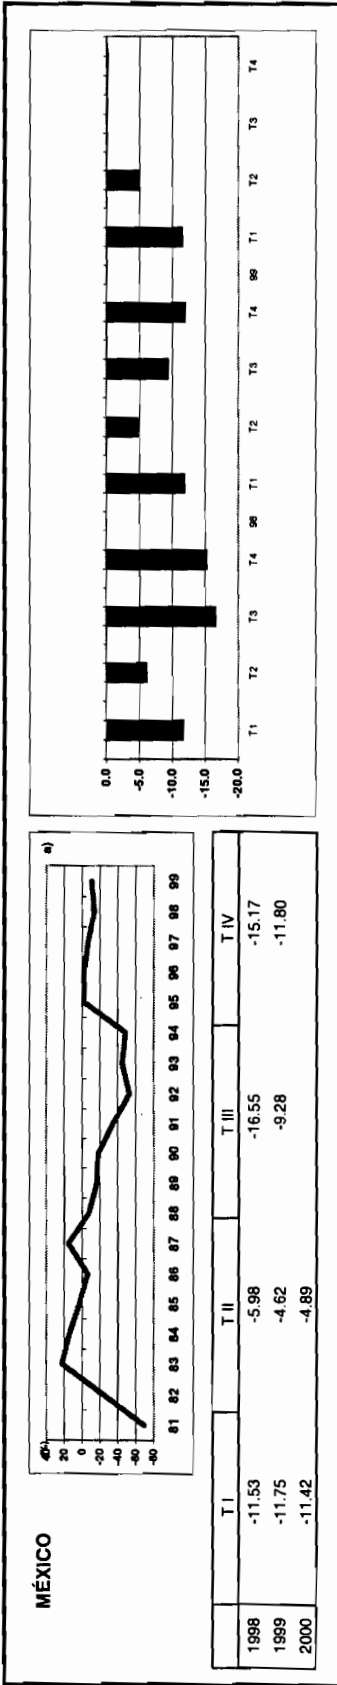 MÉXICO
a)
20
0
-20
-40
-60
-80
81 82 83 84 85 86 87 88 89 90 91 92 93 94 95 96 97 98 99
0.0
-5.0
-10.0
-15.0
-20.0
T1 T2 T3 T4 98 T1 T2 T3 T4 99 T1 T2 T3 T4
T I T II T III T IV
1998 -11.53 -5.98 -16.55 -15.17
1999 -11.75 -4.62 -9.28 -11.80
2000 -11.42 -4.89